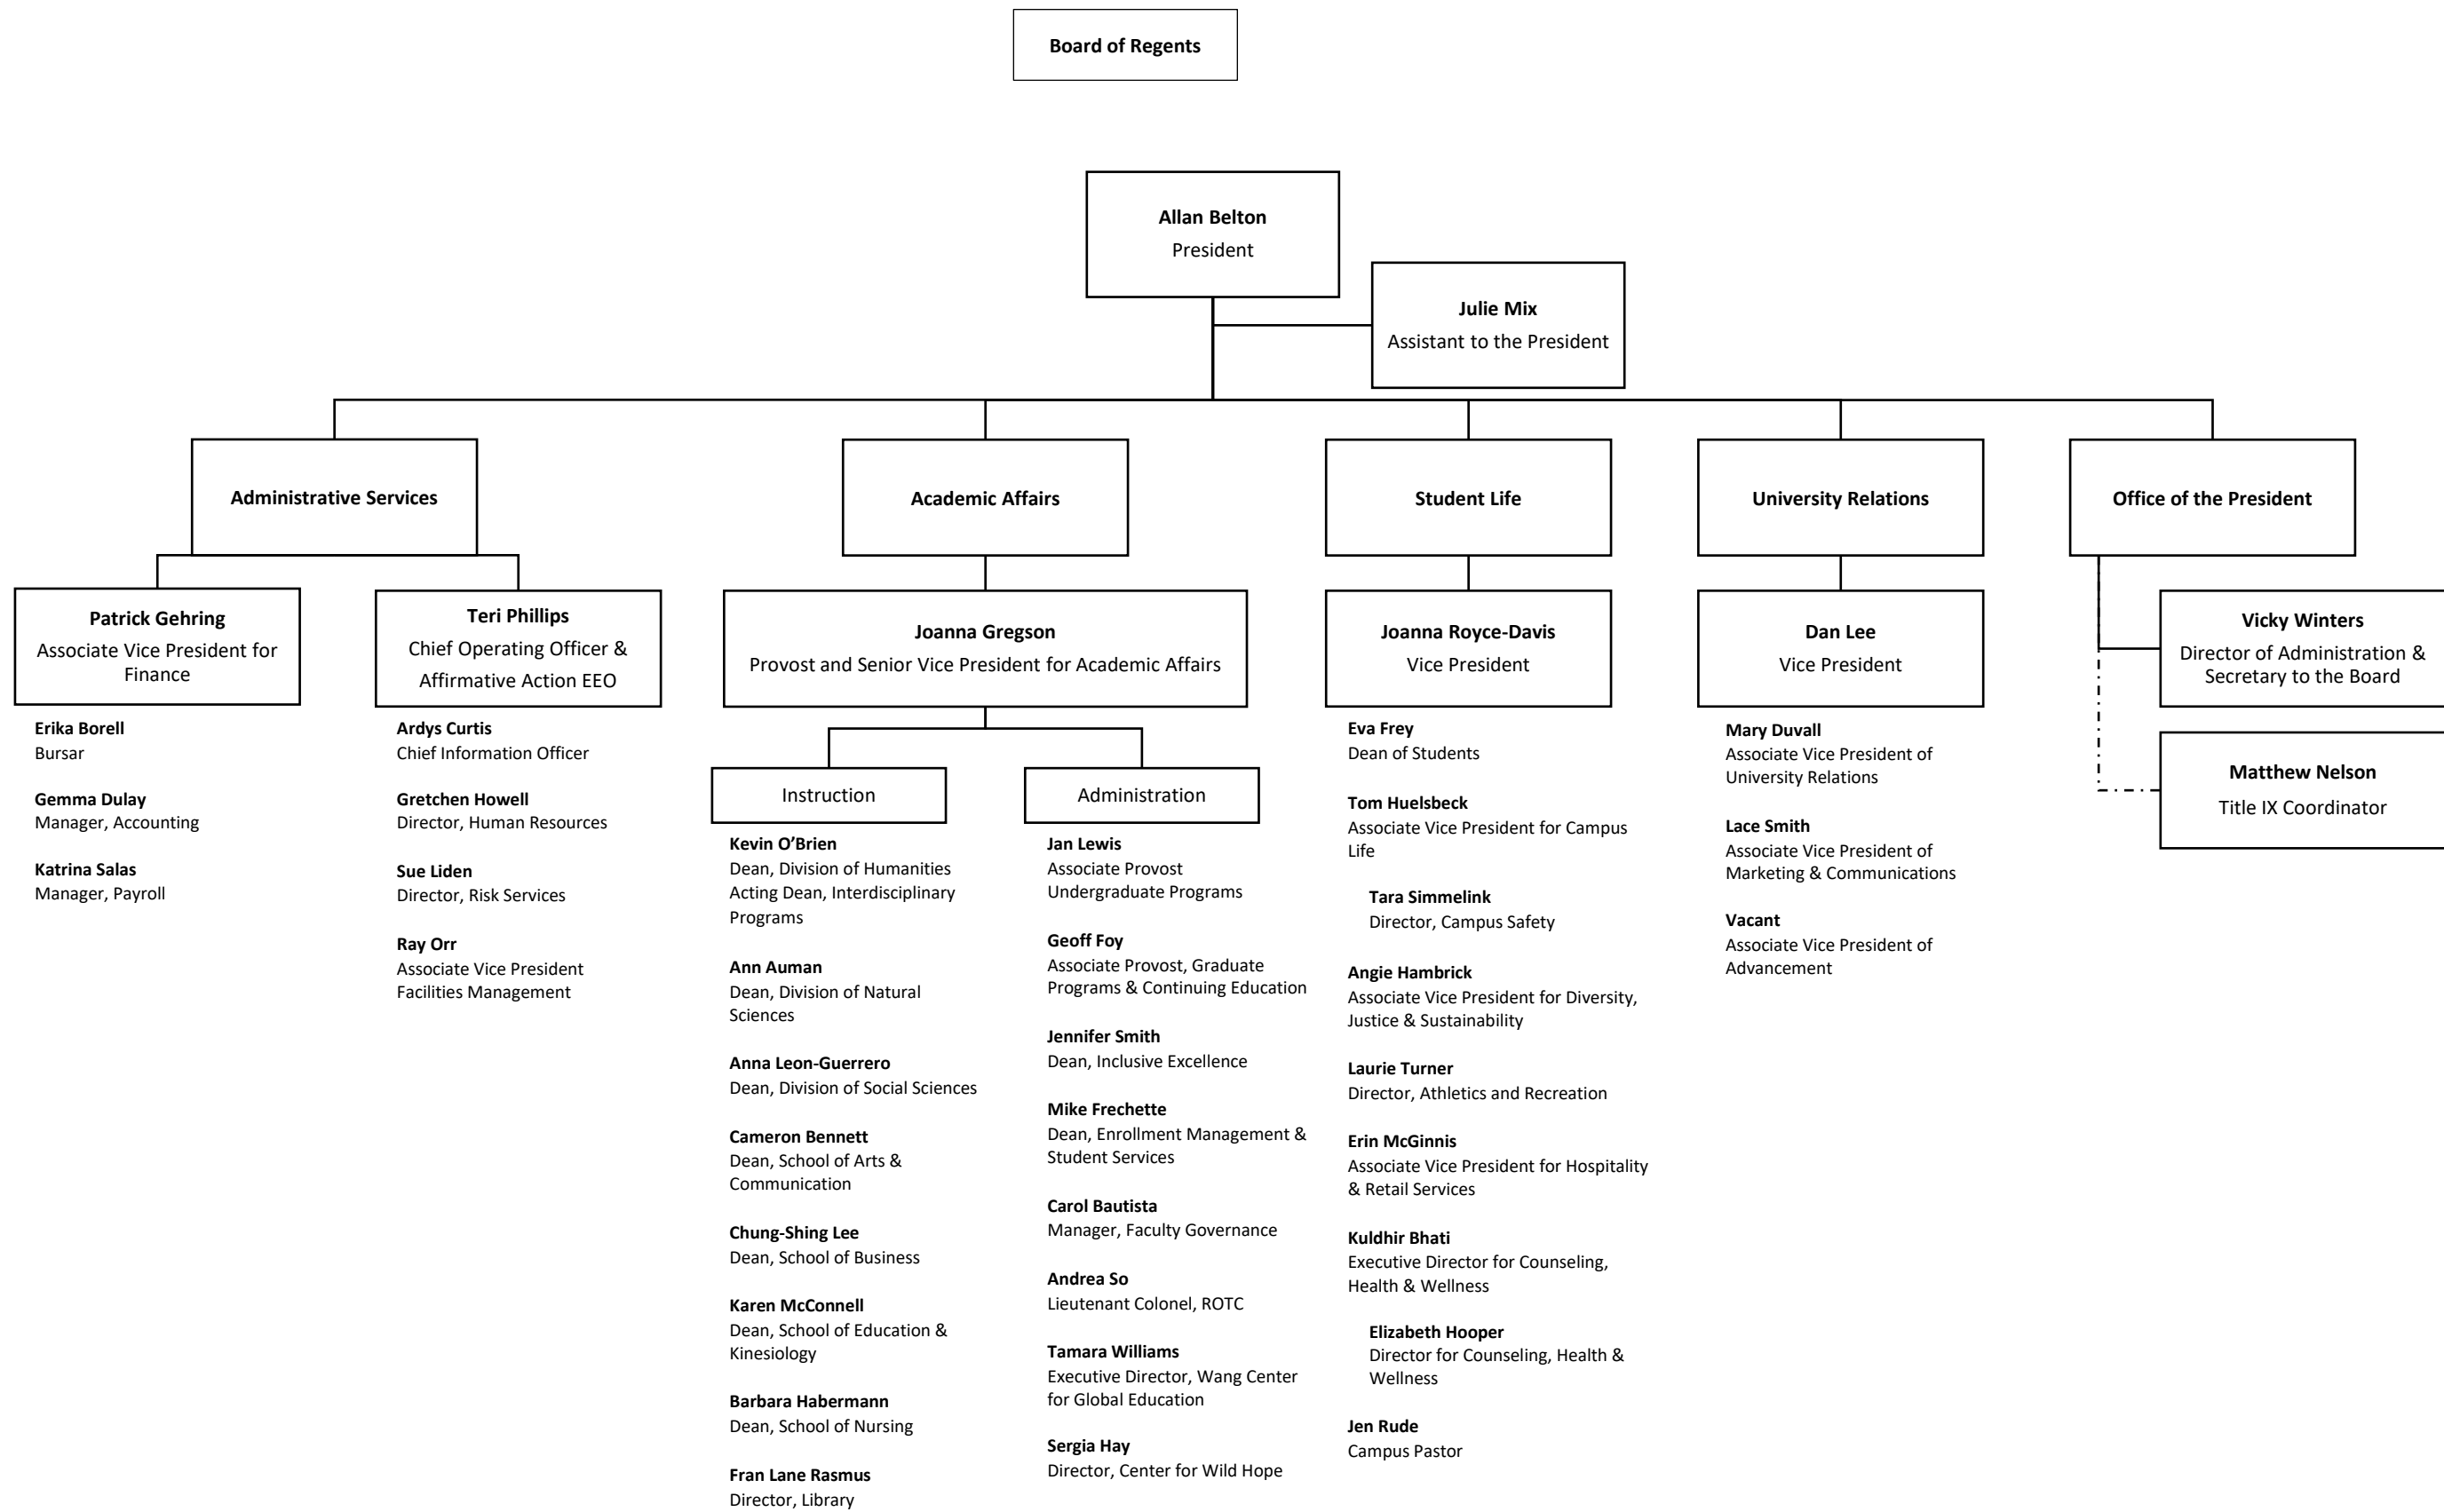 Board of Regents
Allan Belton
President
Julie Mix
Assistant to the President
Administrative Services
Academic Affairs
Student Life
University Relations
Office of the President
Patrick Gehring
Associate Vice President for
Finance
Erika Borell
Bursar
Gemma Dulay
Manager, Accounting
Katrina Salas
Manager, Payroll
Teri Phillips
Chief Operating Officer &
Affirmative Action EEO
Ardys Curtis
Chief Information Officer
Gretchen Howell
Director, Human Resources
Sue Liden
Director, Risk Services
Ray Orr
Associate Vice President
Facilities Management
Joanna Gregson
Provost and Senior Vice President for Academic Affairs
Instruction
Kevin O’Brien
Dean, Division of Humanities
Acting Dean, Interdisciplinary
Programs
Ann Auman
Dean, Division of Natural
Sciences
Anna Leon-Guerrero
Dean, Division of Social Sciences
Cameron Bennett
Dean, School of Arts &
Communication
Chung-Shing Lee
Dean, School of Business
Karen McConnell
Dean, School of Education &
Kinesiology
Barbara Habermann
Dean, School of Nursing
Fran Lane Rasmus
Director, Library
Administration
Jan Lewis
Associate Provost
Undergraduate Programs
Geoff Foy
Associate Provost, Graduate
Programs & Continuing Education
Jennifer Smith
Dean, Inclusive Excellence
Mike Frechette
Dean, Enrollment Management &
Student Services
Carol Bautista
Manager, Faculty Governance
Andrea So
Lieutenant Colonel, ROTC
Tamara Williams
Executive Director, Wang Center
for Global Education
Sergia Hay
Director, Center for Wild Hope
Joanna Royce-Davis
Vice President
Eva Frey
Dean of Students
Tom Huelsbeck
Associate Vice President for Campus
Life
Tara Simmelink
Director, Campus Safety
Angie Hambrick
Associate Vice President for Diversity,
Justice & Sustainability
Laurie Turner
Director, Athletics and Recreation
Erin McGinnis
Associate Vice President for Hospitality
& Retail Services
Kuldhir Bhati
Executive Director for Counseling,
Health & Wellness
Elizabeth Hooper
Director for Counseling, Health &
Wellness
Jen Rude
Campus Pastor
Dan Lee
Vice President
Mary Duvall
Associate Vice President of
University Relations
Lace Smith
Associate Vice President of
Marketing & Communications
Vacant
Associate Vice President of
Advancement
Vicky Winters
Director of Administration &
Secretary to the Board
Matthew Nelson
Title IX Coordinator